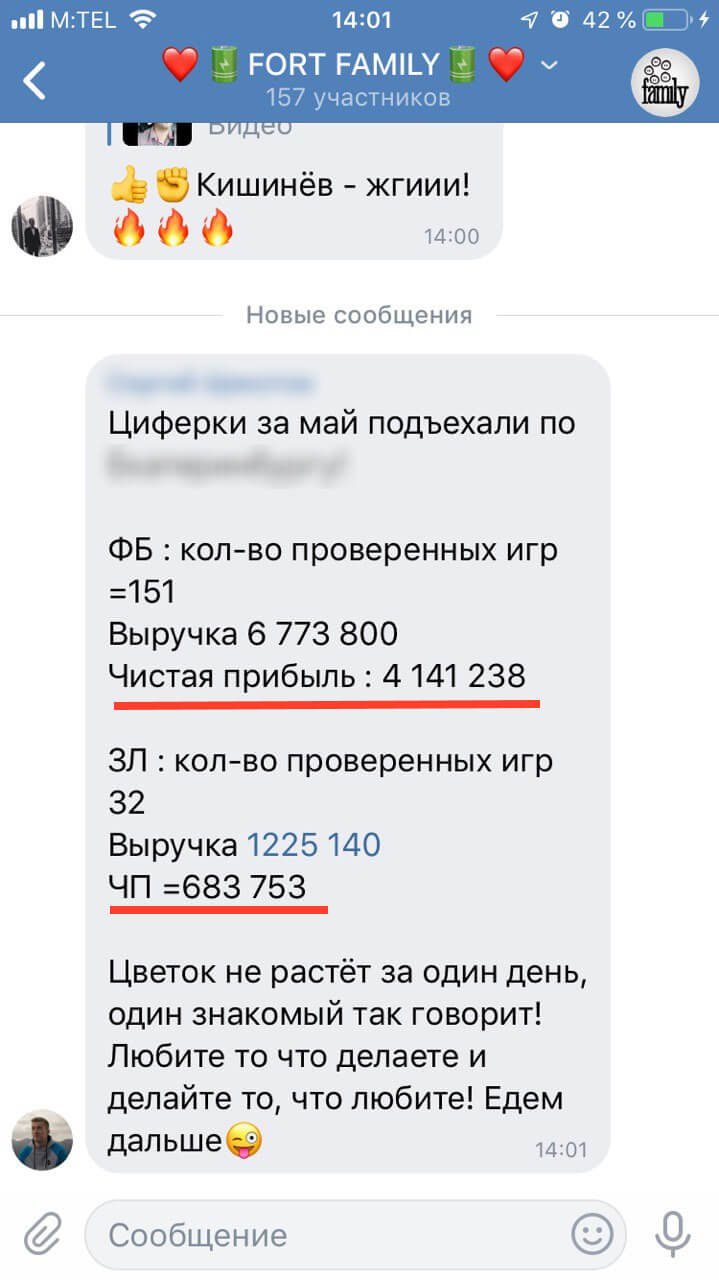 M:TEL 14:01 42 %
❤️🔋FORT FAMILY🔋❤️
157 участников
family
Видео
👍✊Кишинёв - жгиии!
🔥🔥🔥
14:00
Новые сообщения
Циферки за май подъехали по
ФБ : кол-во проверенных игр
=151
Выручка 6 773 800
Чистая прибыль : 4 141 238
ЗЛ : кол-во проверенных игр
32
Выручка 1225 140
ЧП =683 753
Цветок не растёт за один день,
один знакомый так говорит!
Любите то что делаете и
делайте то, что любите! Едем
дальше😜
14:01
Сообщение